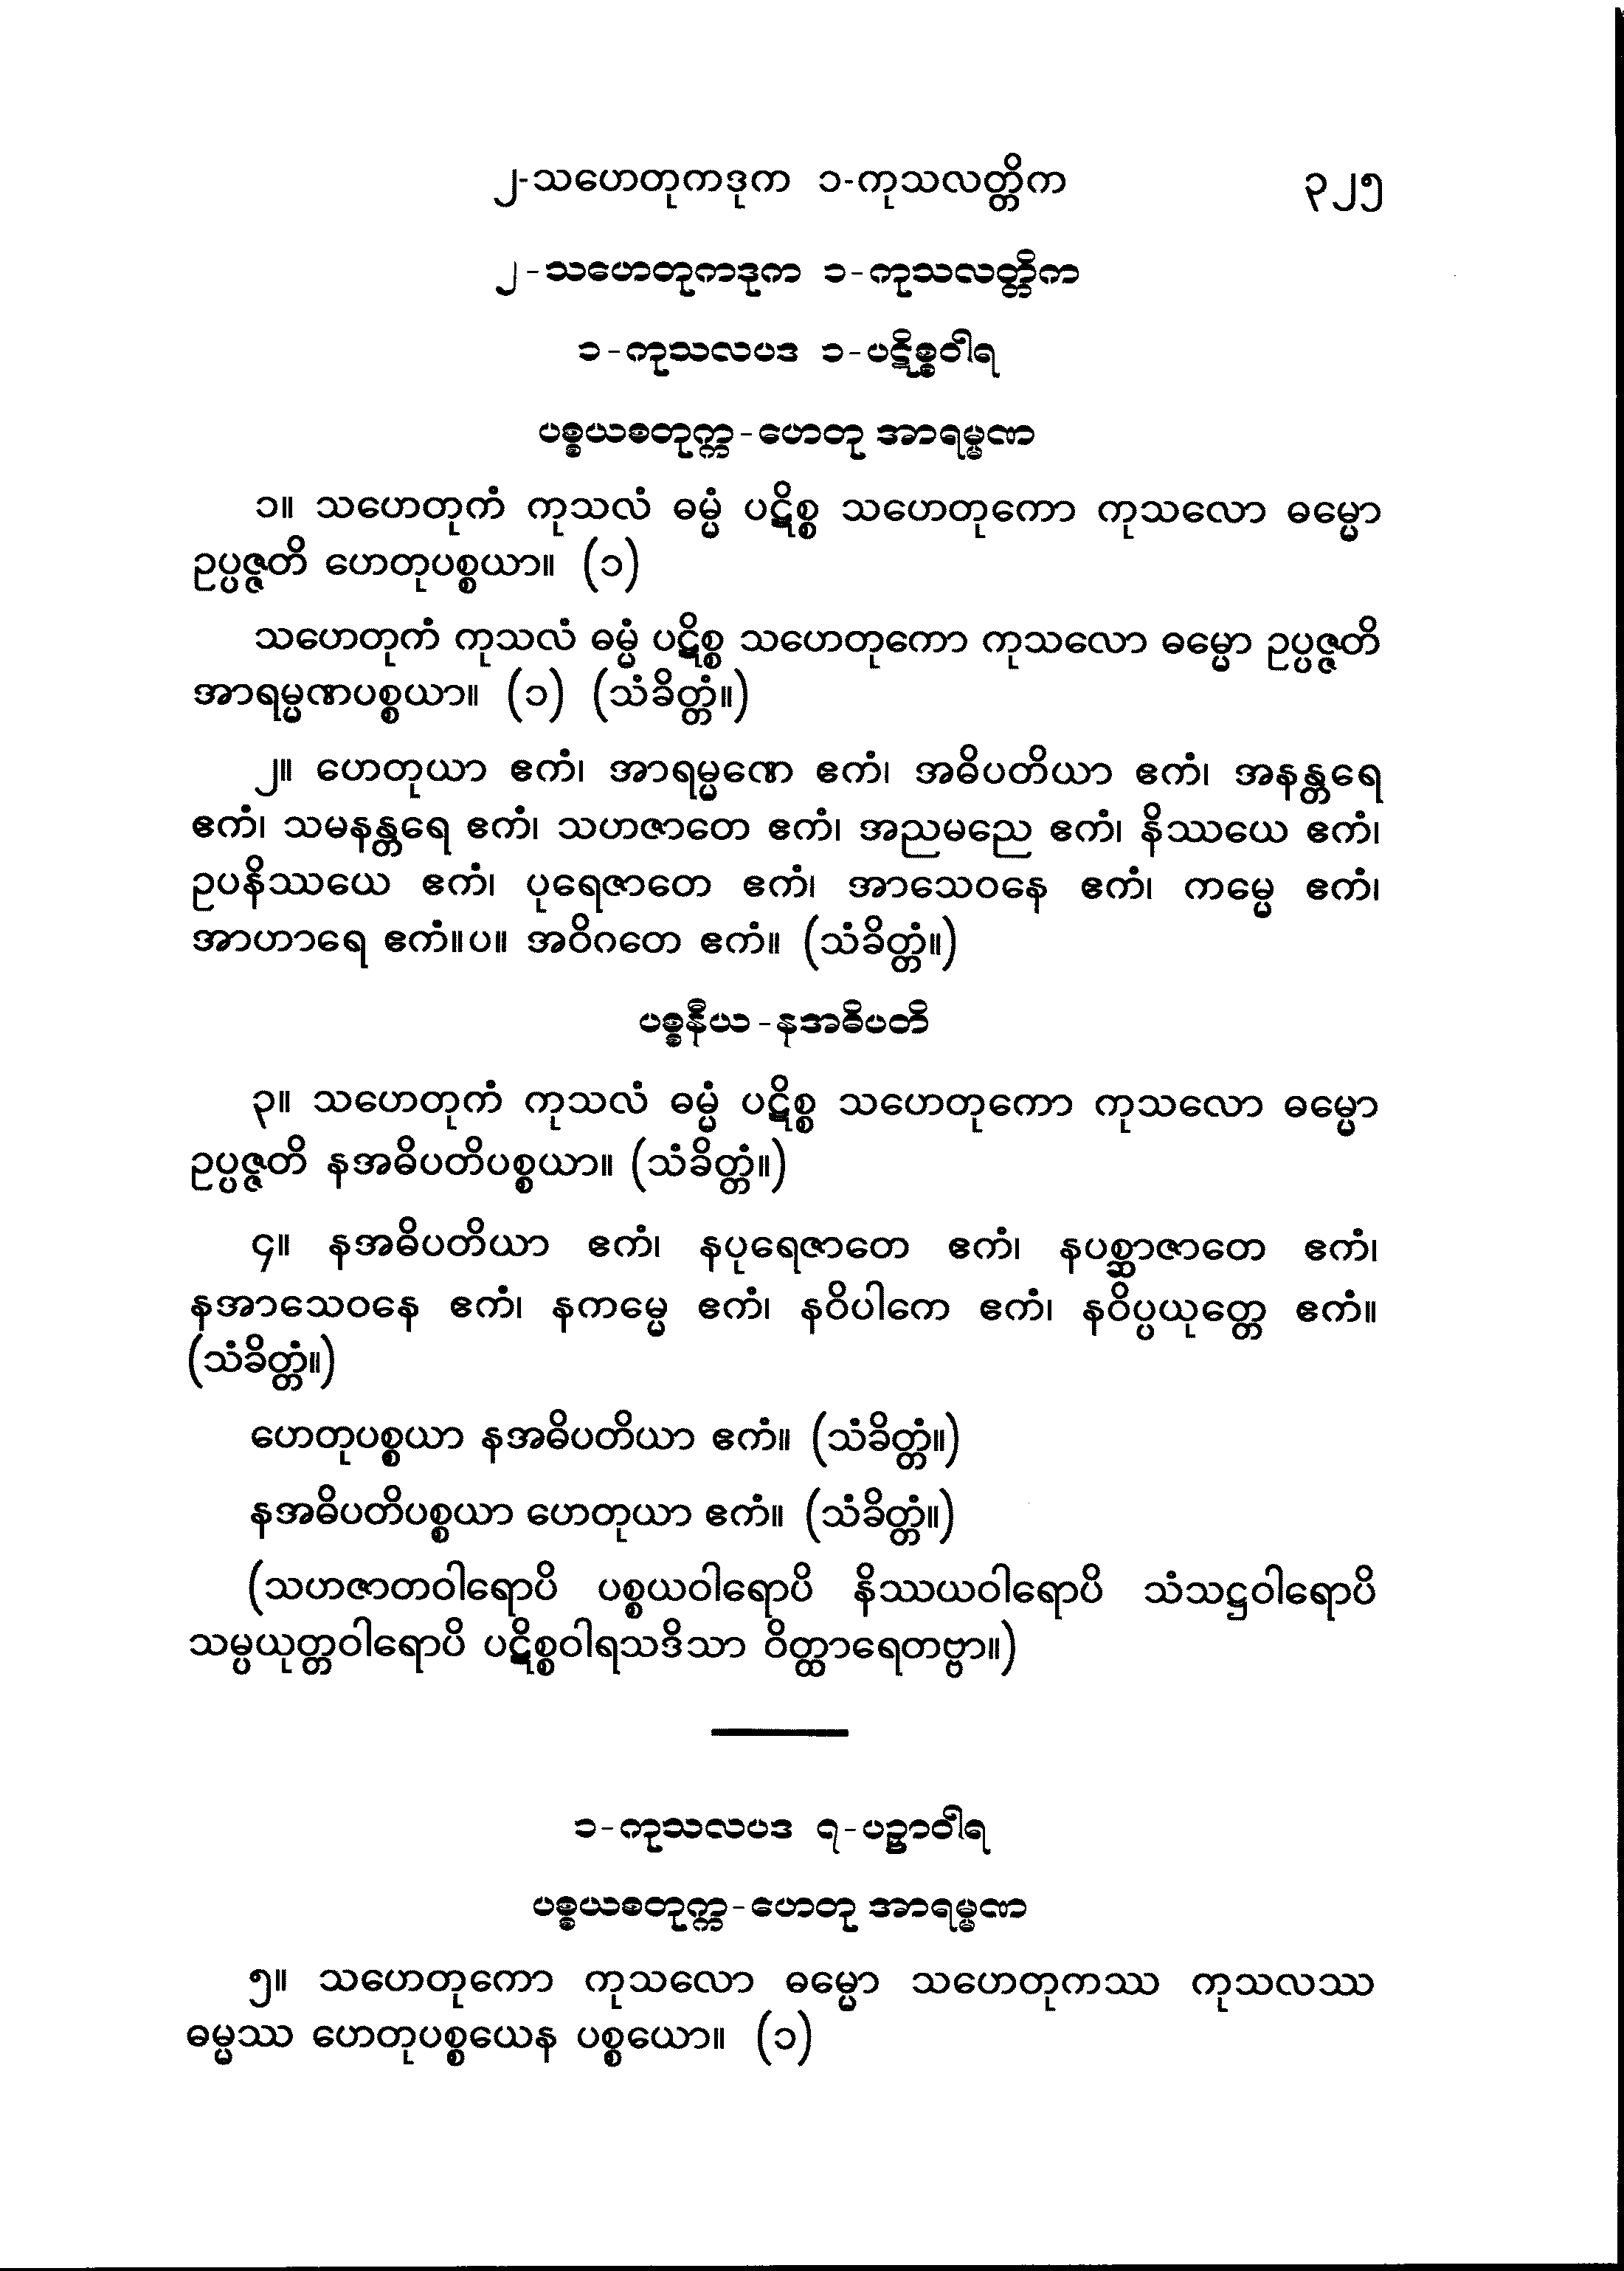 ၂-သဟေတုကဒုက ၁-ကုသလတ္တိက ၃၂၅
၂-သဟေတုကဒုက ၁-ကုသလတ္တိက
၁-ကုသလပဒ ၁-ပဋိစ္စဝါရ
ပစ္စယစတုက္က-ဟေတု အာရမ္မဏ
၁။ သဟေတုကံ ကုသလံ ဓမ္မံ ပဋိစ္စ သဟေတုကော ကုသလော ဓမ္မော
ဥပ္ပဇ္ဇတိ ဟေတုပစ္စယာ။ (၁)
သဟေတုကံ ကုသလံ ဓမ္မံ ပဋိစ္စ သဟေတုကော ကုသလော ဓမ္မော ဥပ္ပဇ္ဇတိ
အာရမ္မဏပစ္စယာ။ (၁) (သံခိတ္တံ။)
၂။ ဟေတုယာ ဧကံ၊ အာရမ္မဏေ ဧကံ၊ အဓိပတိယာ ဧကံ၊ အနန္တရေ
ဧကံ၊ သမနန္တရေ ဧကံ၊ သဟဇာတေ ဧကံ၊ အညမညေ ဧကံ၊ နိဿယေ ဧကံ၊
ဥပနိဿယေ ဧကံ၊ ပုရေဇာတေ ဧကံ၊ အာသေဝနေ ဧကံ၊ ကမ္မေ ဧကံ၊
အာဟာရေ ဧကံ။ပ။ အဝိဂတေ ဧကံ။ (သံခိတ္တံ။)
ပစ္စနီယ-နအဓိပတိ
၃။ သဟေတုကံ ကုသလံ ဓမ္မံ ပဋိစ္စ သဟေတုကော ကုသလော ဓမ္မော
ဥပ္ပဇ္ဇတိ နအဓိပတိပစ္စယာ။ (သံခိတ္တံ။)
၄။ နအဓိပတိယာ ဧကံ၊ နပုရေဇာတေ ဧကံ၊ နပစ္ဆာဇာတေ ဧကံ၊
နအာသေဝနေ ဧကံ၊ နကမ္မေ ဧကံ၊ နဝိပါကေ ဧကံ၊ နဝိပ္ပယုတ္တေ ဧကံ။
(သံခိတ္တံ။)
ဟေတုပစ္စယာ နအဓိပတိယာ ဧကံ။ (သံခိတ္တံ။)
နအဓိပတိပစ္စယာ ဟေတုယာ ဧကံ။ (သံခိတ္တံ။)
(သဟဇာတဝါရောပိ ပစ္စယဝါရောပိ နိဿယဝါရောပိ သံသဋ္ဌဝါရောပိ
သမ္ပယုတ္တဝါရောပိ ပဋိစ္စဝါရသဒိသာ ဝိတ္ထာရေတဗ္ဗာ။)
၁-ကုသလပဒ ၇-ပဉှာဝါရ
ပစ္စယစတုက္က-ဟေတု အာရမ္မဏ
၅။ သဟေတုကော ကုသလော ဓမ္မော သဟေတုကဿ ကုသလဿ
ဓမ္မဿ ဟေတုပစ္စယေန ပစ္စယော။ (၁)